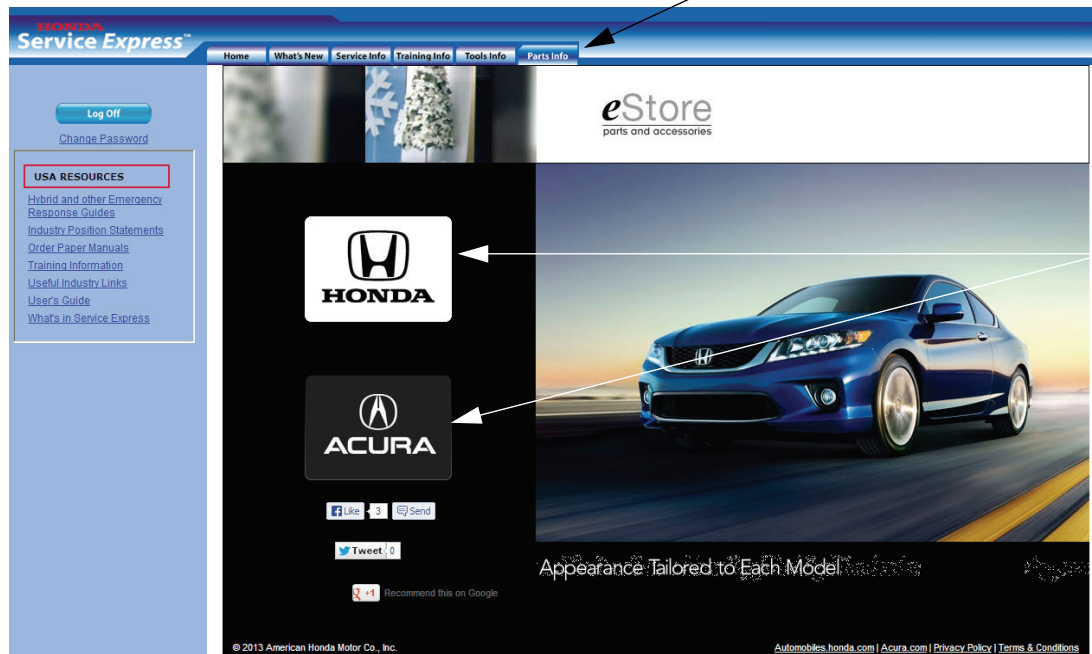 HONDA
Service Express™
Home What's New Service Info Training Info Tools Info Parts Info
Log Off
Change Password
USA RESOURCES
Hybrid and other Emergency
Response Guides
Industry Position Statements
Order Paper Manuals
Training Information
Useful Industry Links
User's Guide
What's in Service Express
eStore
parts and accessories
HONDA
ACURA
Like 3 Send
Tweet 0
+1 Recommend this on Google
Appearance Tailored to Each Model
© 2013 American Honda Motor Co., Inc.
Automobiles.honda.com | Acura.com | Privacy Policy | Terms & Conditions